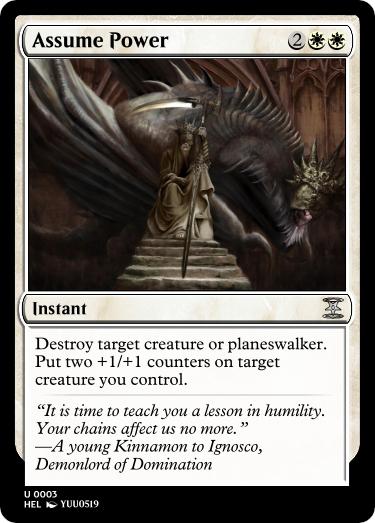 Assume Power 2
Instant
Destroy target creature or planeswalker.
Put two +1/+1 counters on target
creature you control.
“It is time to teach you a lesson in humility.
Your chains affect us no more.”
—A young Kinnamon to Ignosco,
Demonlord of Domination
U 0003
HEL YUU0519